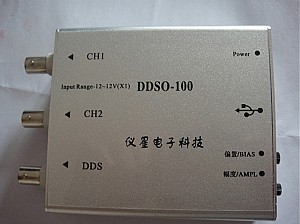 CH1
Power
Input Range-12~12V(X1)
DDSO-100
CH2
仪星电子科技
DDS
偏置/BIAS
幅度/AMPL